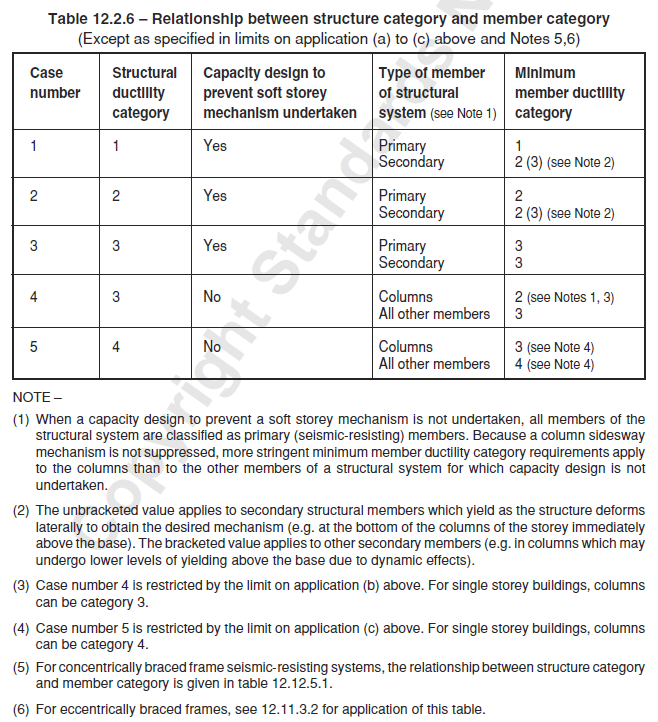 Table 12.2.6 – Relationship between structure category and member category
(Except as specified in limits on application (a) to (c) above and Notes 5,6)
Case number | Structural ductility category | Capacity design to prevent soft storey mechanism undertaken | Type of member of structural system (see Note 1) | Minimum member ductility category
1 | 1 | Yes | Primary | 1
Secondary | 2 (3) (see Note 2)
2 | 2 | Yes | Primary | 2
Secondary | 2 (3) (see Note 2)
3 | 3 | Yes | Primary | 3
Secondary | 3
4 | 3 | No | Columns | 2 (see Notes 1, 3)
All other members | 3
5 | 4 | No | Columns | 3 (see Note 4)
All other members | 4 (see Note 4)
NOTE –
(1) When a capacity design to prevent a soft storey mechanism is not undertaken, all members of the
structural system are classified as primary (seismic-resisting) members. Because a column sidesway
mechanism is not suppressed, more stringent minimum member ductility category requirements apply
to the columns than to the other members of a structural system for which capacity design is not
undertaken.
(2) The unbracketed value applies to secondary structural members which yield as the structure deforms
laterally to obtain the desired mechanism (e.g. at the bottom of the columns of the storey immediately
above the base). The bracketed value applies to other secondary members (e.g. in columns which may
undergo lower levels of yielding above the base due to dynamic effects).
(3) Case number 4 is restricted by the limit on application (b) above. For single storey buildings, columns
can be category 3.
(4) Case number 5 is restricted by the limit on application (c) above. For single storey buildings, columns
can be category 4.
(5) For concentrically braced frame seismic-resisting systems, the relationship between structure category
and member category is given in table 12.12.5.1.
(6) For eccentrically braced frames, see 12.11.3.2 for application of this table.
Copyright Standards N